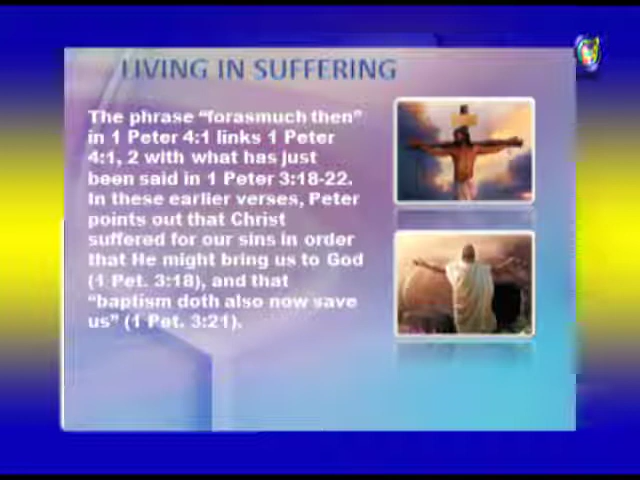 LIVING IN SUFFERING
The phrase “forasmuch then”
in 1 Peter 4:1 links 1 Peter
4:1, 2 with what has just
been said in 1 Peter 3:18-22.
In these earlier verses, Peter
points out that Christ
suffered for our sins in order
that He might bring us to God
(1 Pet. 3:18), and that
“baptism doth also now save
us” (1 Pet. 3:21).